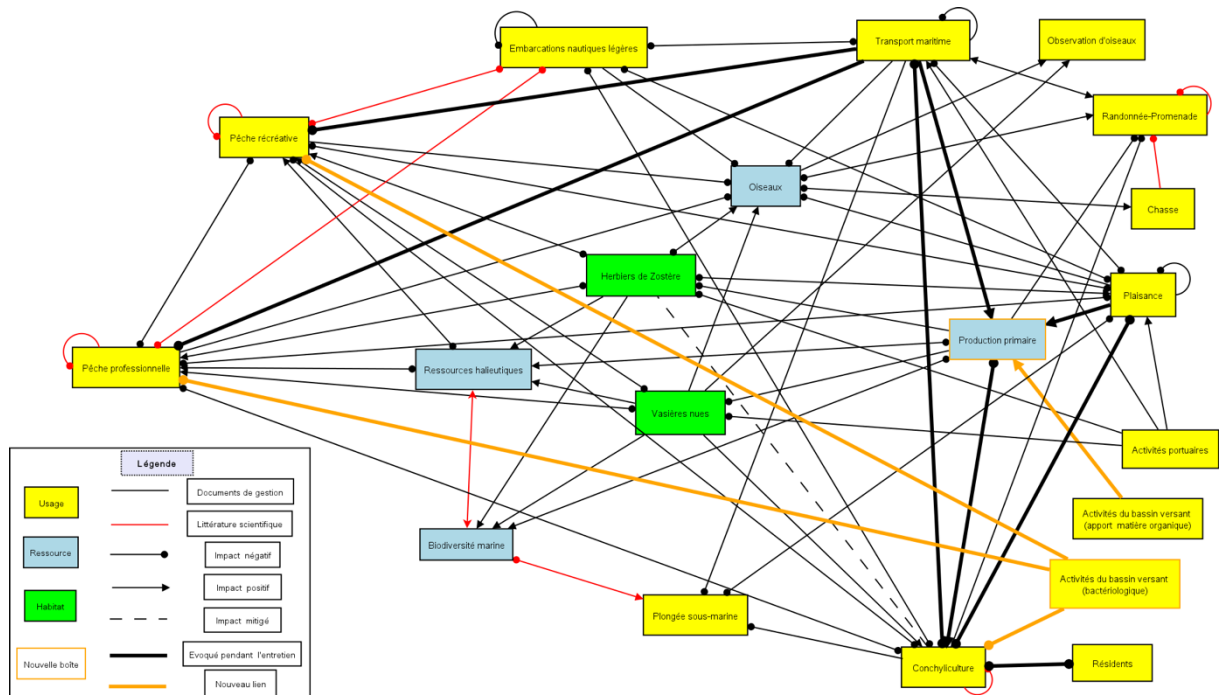 Embarcations nautiques légères
Transport maritime
Observation d'oiseaux
Pêche récréative
Randonnée-Promenade
Oiseaux
Chasse
Herbiers de Zostère
Plaisance
Production primaire
Pêche professionnelle
Ressources halieutiques
Vasières nues
Activités portuaires
Activités du bassin versant
(apport matière organique)
Biodiversité marine
Activités du bassin versant
(bactériologique)
Plongée sous-marine
Conchyliculture
Résidents
Légende
Usage
Documents de gestion
Littérature scientifique
Ressource
Impact négatif
Impact positif
Habitat
Impact mitigé
Nouvelle boîte
Evoqué pendant l'entretien
Nouveau lien